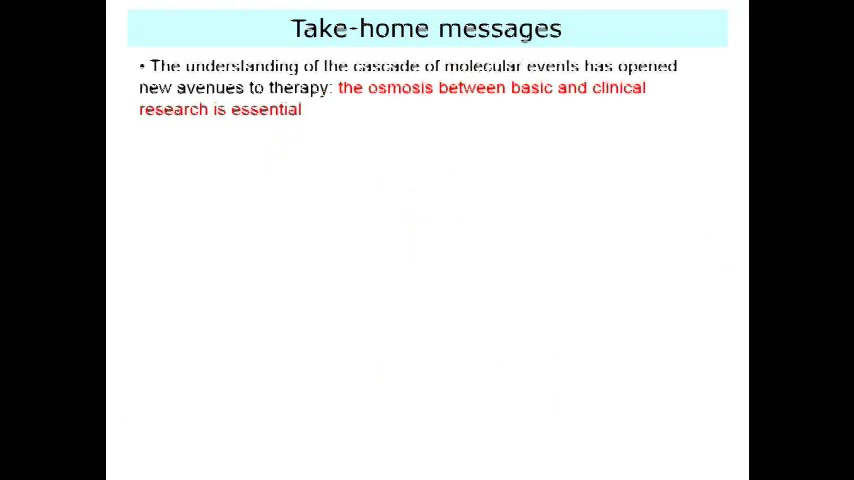 Take-home messages
• The understanding of the cascade of molecular events has opened
new avenues to therapy: the osmosis between basic and clinical
research is essential